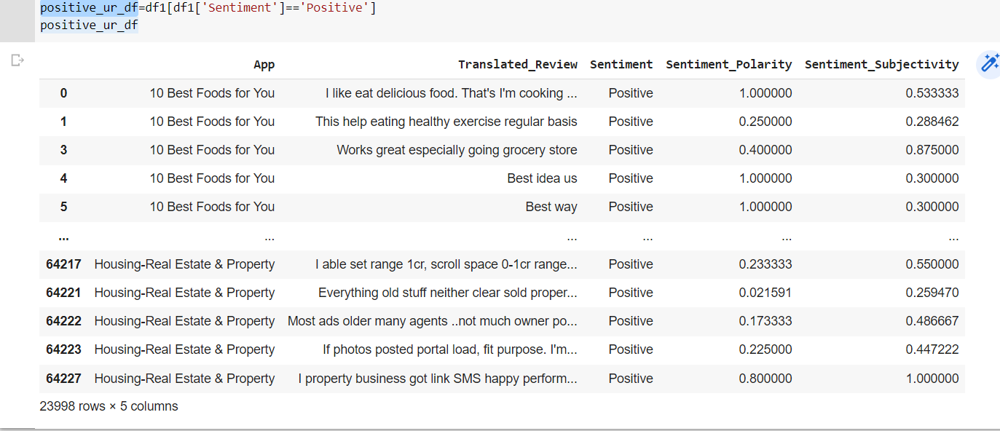 positive_ur_df=df1[df1['Sentiment']=='Positive']
positive_ur_df
App Translated_Review Sentiment Sentiment_Polarity Sentiment_Subjectivity
0 10 Best Foods for You I like eat delicious food. That's I'm cooking ... Positive 1.000000 0.533333
1 10 Best Foods for You This help eating healthy exercise regular basis Positive 0.250000 0.288462
3 10 Best Foods for You Works great especially going grocery store Positive 0.400000 0.875000
4 10 Best Foods for You Best idea us Positive 1.000000 0.300000
5 10 Best Foods for You Best way Positive 1.000000 0.300000
... ... ... ... ... ...
64217 Housing-Real Estate & Property I able set range 1cr, scroll space 0-1cr range... Positive 0.233333 0.550000
64221 Housing-Real Estate & Property Everything old stuff neither clear sold proper... Positive 0.021591 0.259470
64222 Housing-Real Estate & Property Most ads older many agents ..not much owner po... Positive 0.173333 0.486667
64223 Housing-Real Estate & Property If photos posted portal load, fit purpose. I'm... Positive 0.225000 0.447222
64227 Housing-Real Estate & Property I property business got link SMS happy perform... Positive 0.800000 1.000000
23998 rows × 5 columns